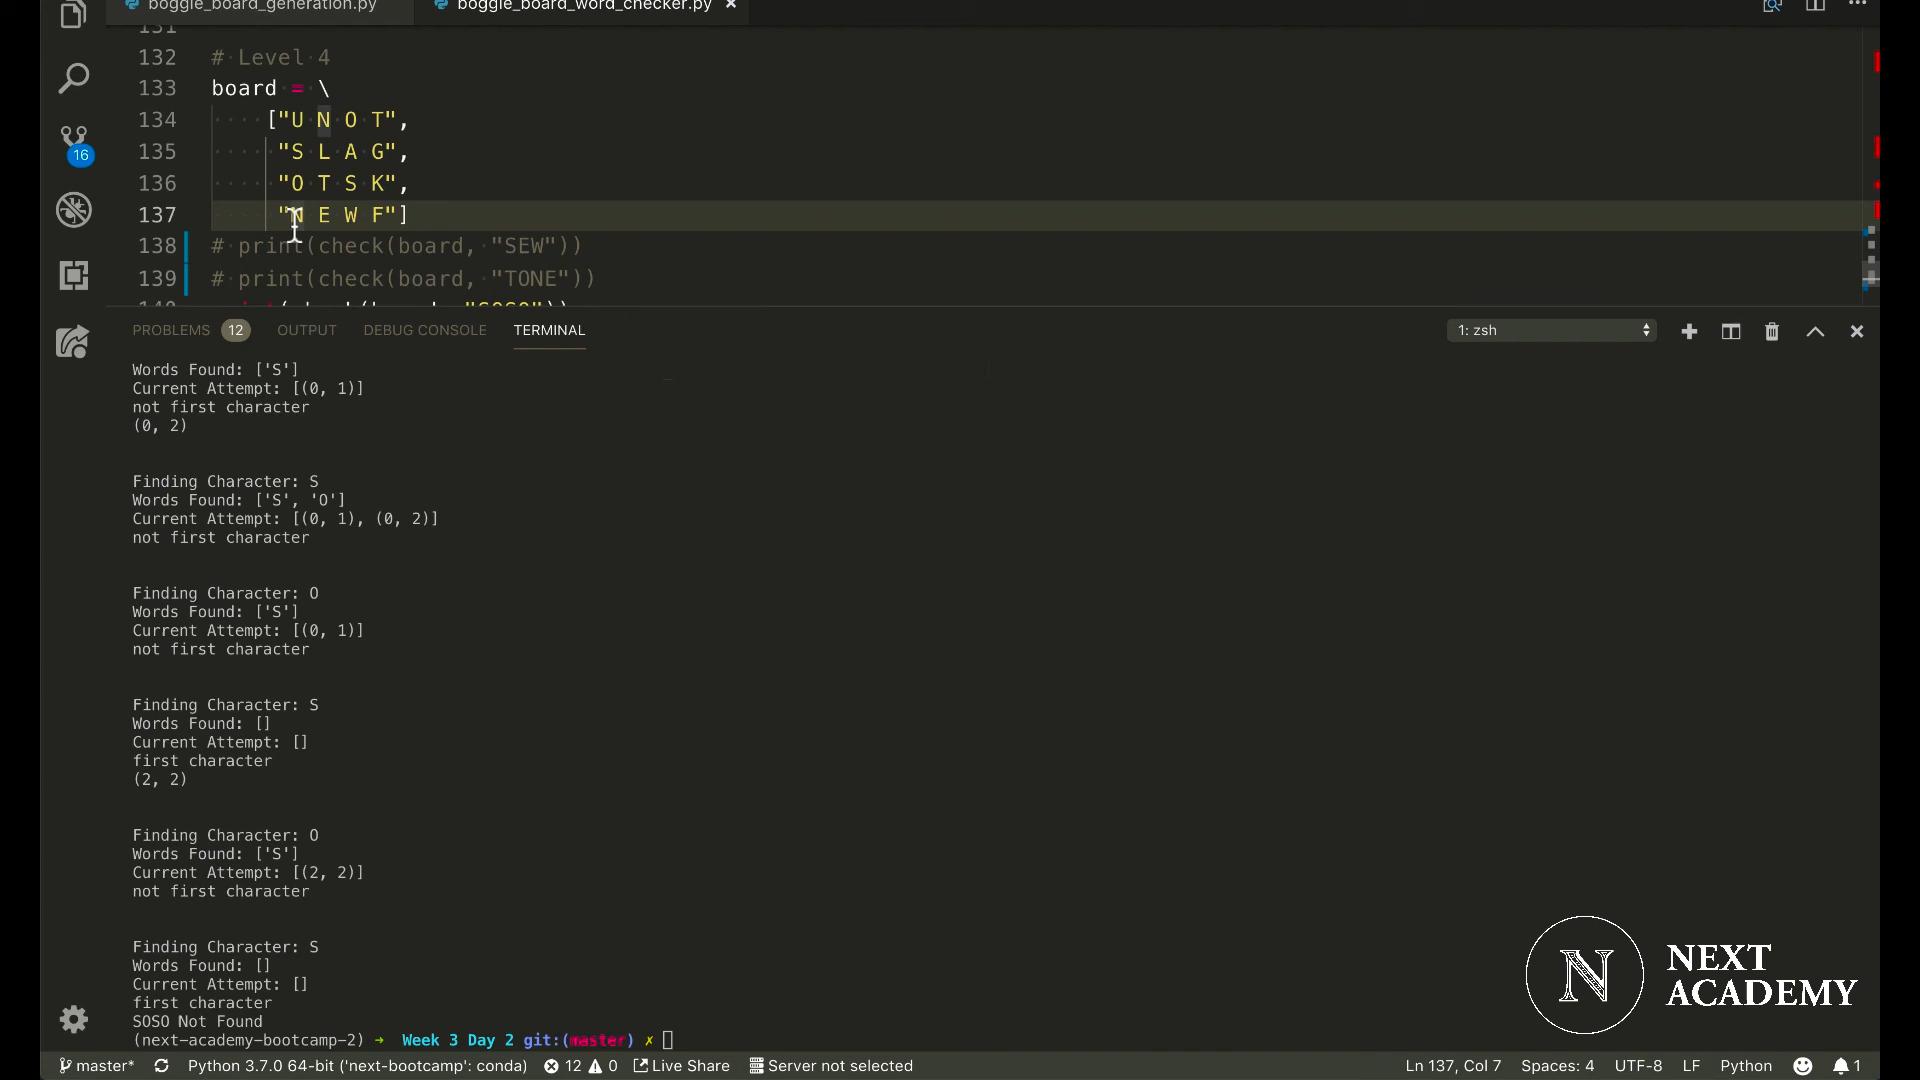 boggle_board_generation.py
boggle_board_word_checker.py
131
132 # Level 4
133 board = \
134 ["U N O T",
135 "S L A G",
136 "O T S K",
137 "N E W F"]
138 # print(check(board, "SEW"))
139 # print(check(board, "TONE"))
16
PROBLEMS 12 OUTPUT DEBUG CONSOLE TERMINAL
1: zsh
Words Found: ['S']
Current Attempt: [(0, 1)]
not first character
(0, 2)
Finding Character: S
Words Found: ['S', 'O']
Current Attempt: [(0, 1), (0, 2)]
not first character
Finding Character: O
Words Found: ['S']
Current Attempt: [(0, 1)]
not first character
Finding Character: S
Words Found: []
Current Attempt: []
first character
(2, 2)
Finding Character: O
Words Found: ['S']
Current Attempt: [(2, 2)]
not first character
Finding Character: S
Words Found: []
Current Attempt: []
first character
SOSO Not Found
(next-academy-bootcamp-2) → Week 3 Day 2 git:(master) ✗
N NEXT
ACADEMY
master* Python 3.7.0 64-bit ('next-bootcamp': conda) 12 0 Live Share Server not selected Ln 137, Col 7 Spaces: 4 UTF-8 LF Python 1